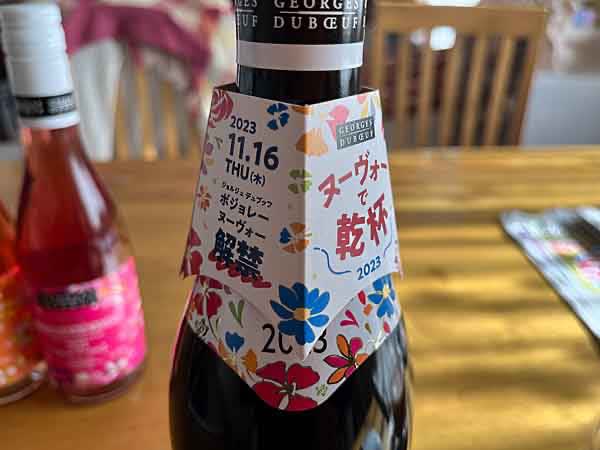 GEORGES
DUBŒUF
GEORGES
DUBŒUF
2023
11.16
THU(木)
ジョルジュ デュブッフ
ボジョレー
ヌーヴォー
解禁
GEORGES
DUBŒUF
ヌーヴォー
で
乾杯
2023